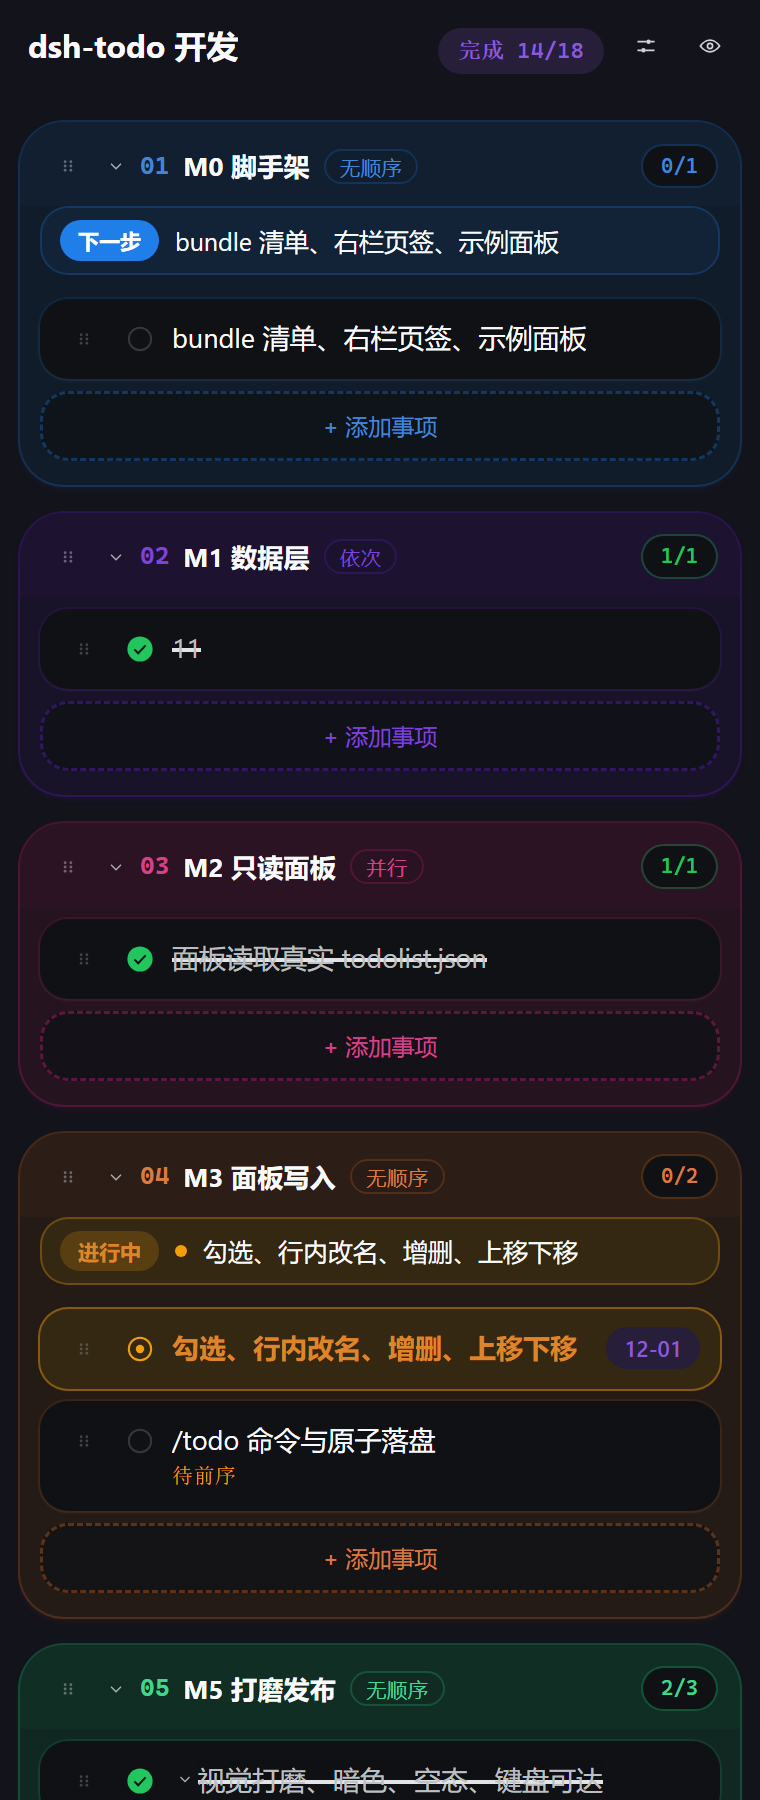 dsh-todo 开发
完成 14/18
01 M0 脚手架 无顺序 0/1
下一步 bundle 清单、右栏页签、示例面板
bundle 清单、右栏页签、示例面板
+ 添加事项
02 M1 数据层 依次 1/1
11
+ 添加事项
03 M2 只读面板 并行 1/1
面板读取真实 todolist.json
+ 添加事项
04 M3 面板写入 无顺序 0/2
进行中 勾选、行内改名、增删、上移下移
勾选、行内改名、增删、上移下移 12-01
/todo 命令与原子落盘
待前序
+ 添加事项
05 M5 打磨发布 无顺序 2/3
视觉打磨、暗色、空态、键盘可达